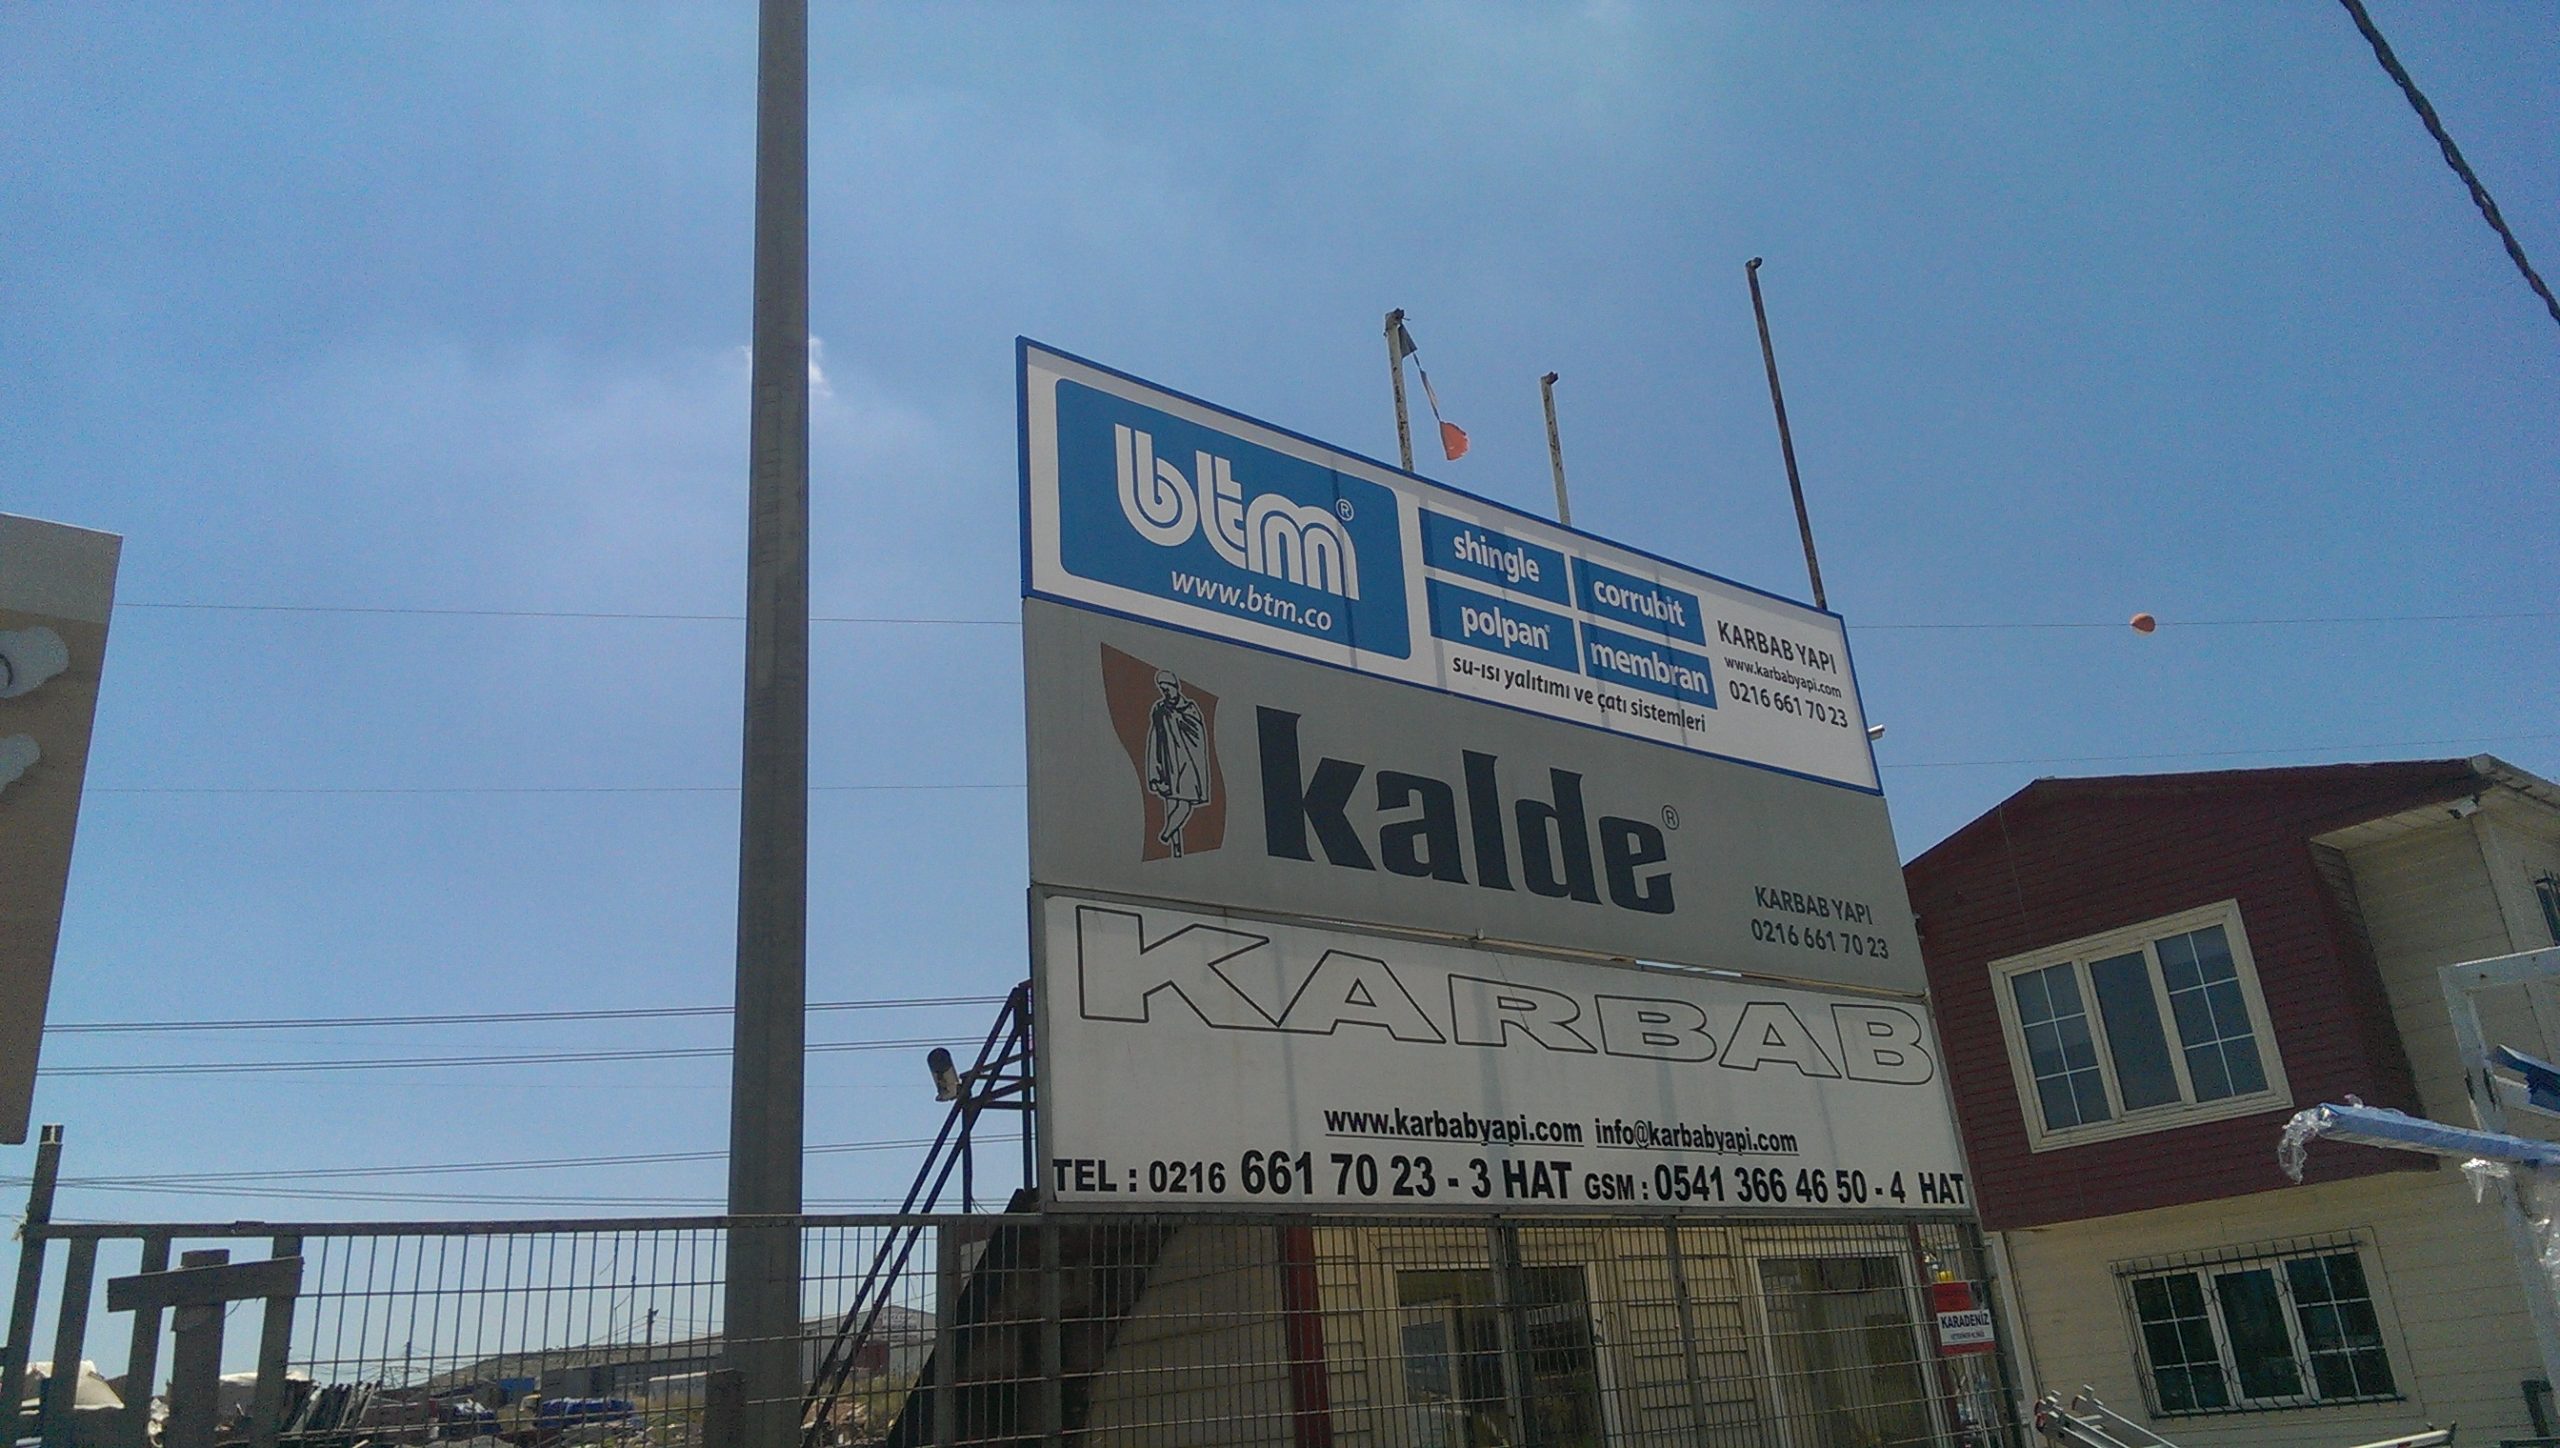 btm®
www.btm.co
shingle
corrubit
polpan®
membran
su-ısı yalıtımı ve çatı sistemleri
KARBAB YAPI
www.karbabyapi.com
0216 661 70 23
kalde®
KARBAB YAPI
0216 661 70 23
KARBAB
www.karbabyapi.com info@karbabyapi.com
TEL : 0216 661 70 23 - 3 HAT GSM : 0541 366 46 50 - 4 HAT
KARADENİZ